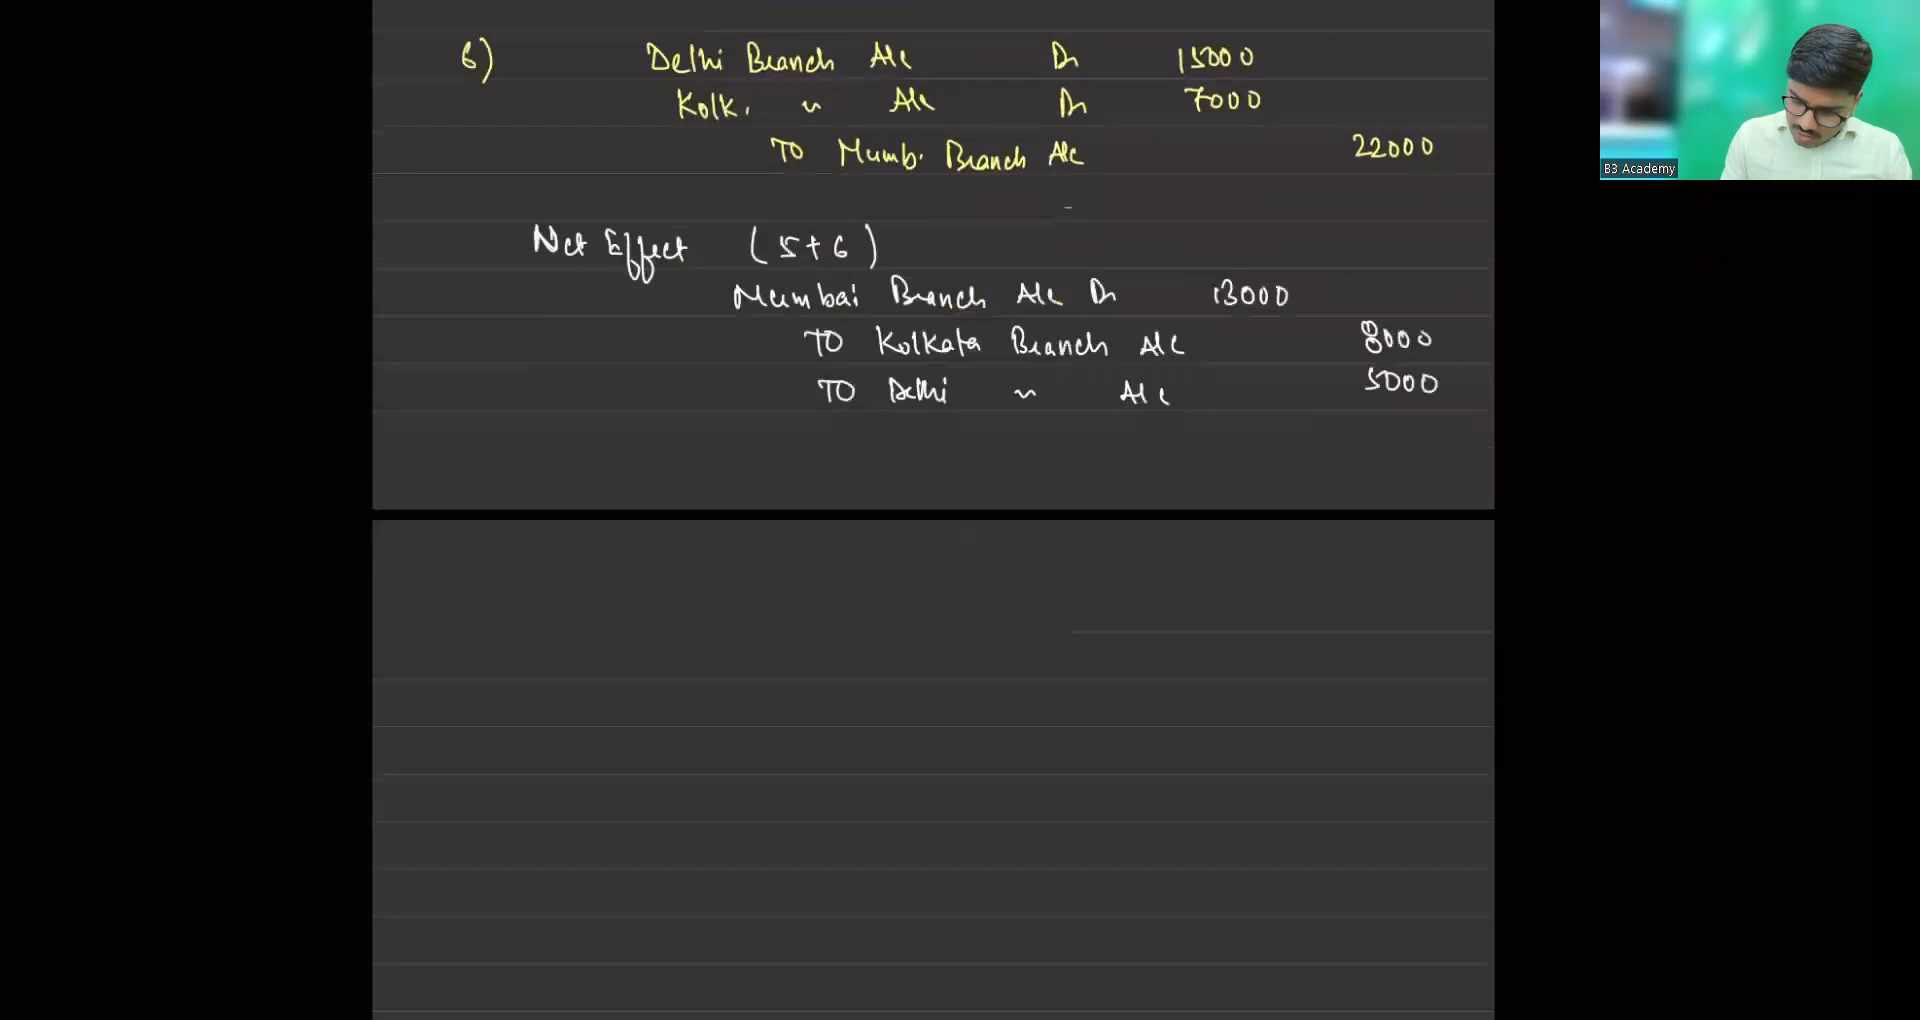 6) Delhi Branch A/c Dr 15000
Kolk. " A/c Dr 7000
To Mumb. Branch A/c 22000
Net Effect (5+6)
Mumbai Branch A/c Dr 13000
To Kolkata Branch A/c 8000
To Delhi " A/c 5000
B3 Academy